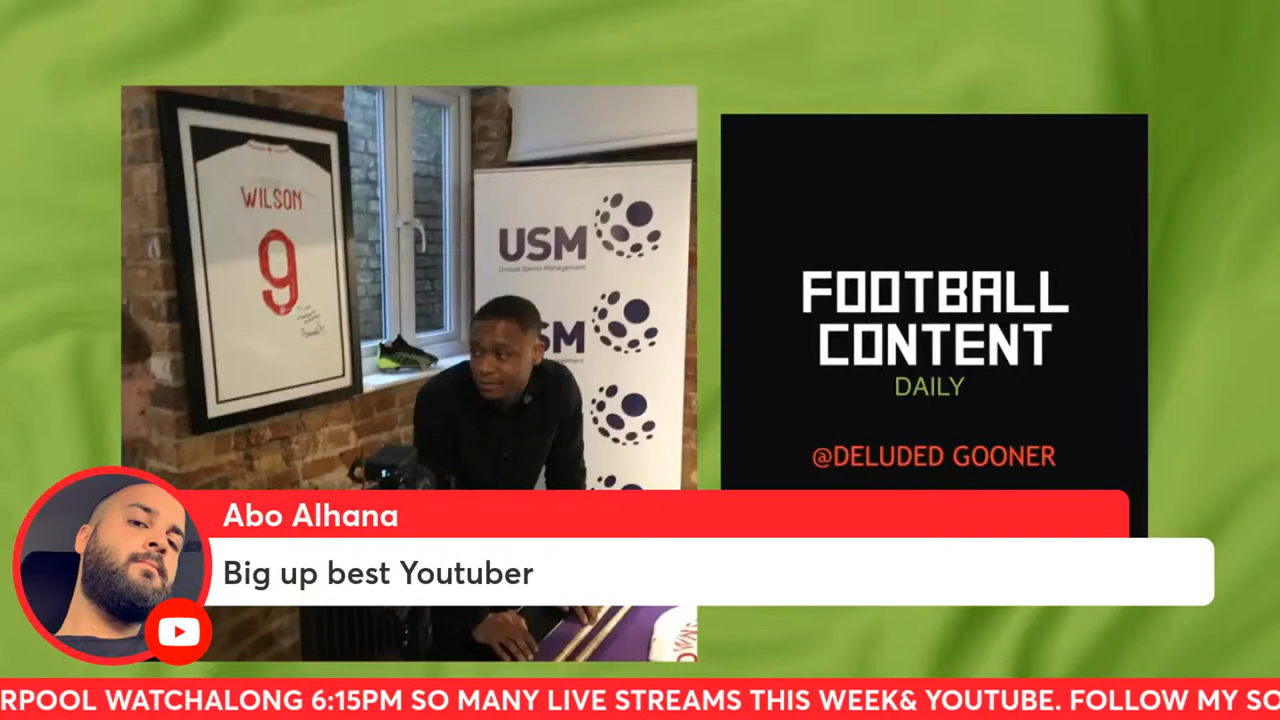 WILSON
9
USM
Unique Sports Management
SM
FOOTBALL
CONTENT
DAILY
@DELUDED GOONER
Abo Alhana
Big up best Youtuber
RPOOL WATCHALONG 6:15PM SO MANY LIVE STREAMS THIS WEEK& YOUTUBE. FOLLOW MY SO